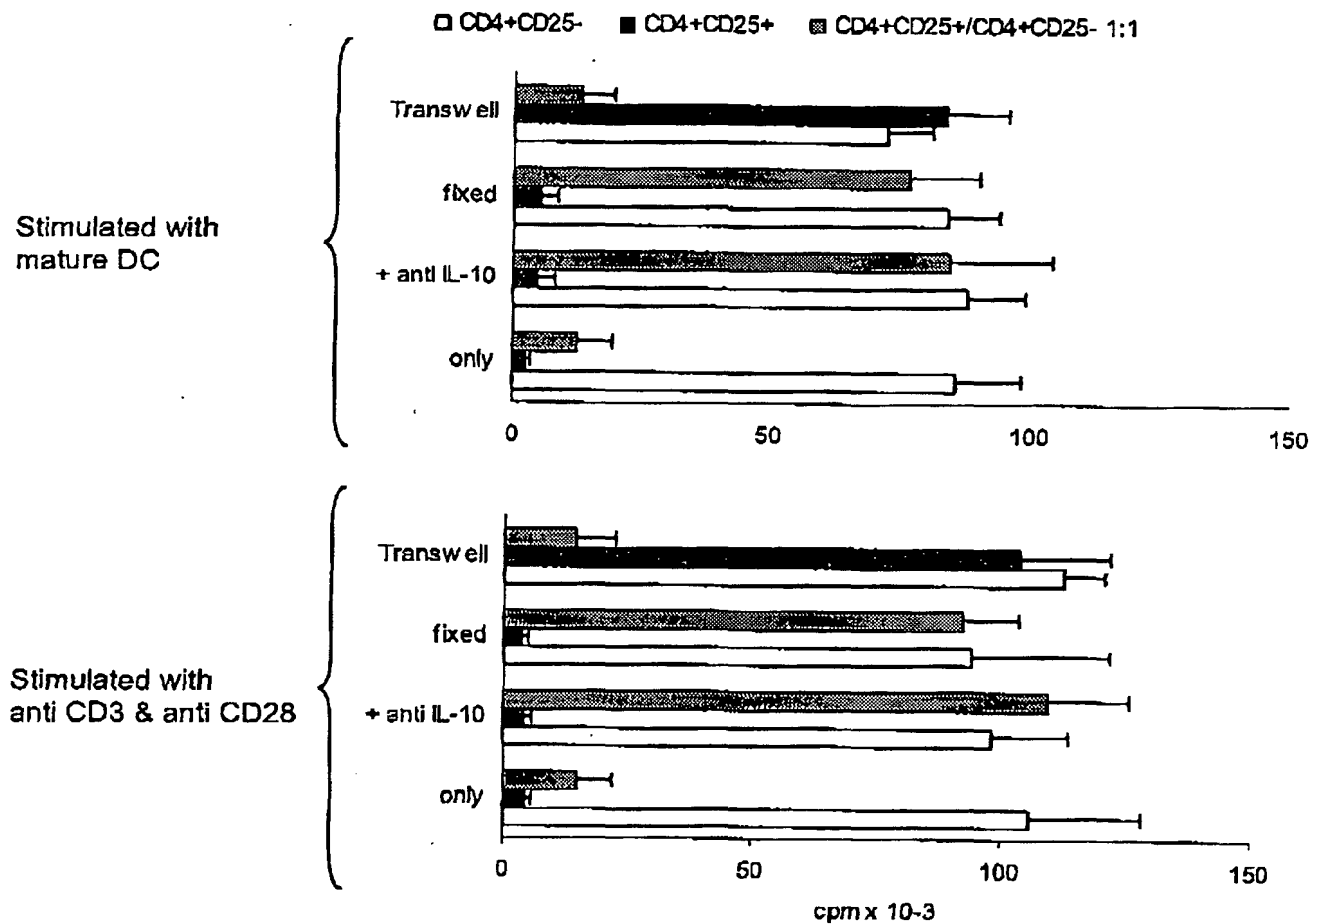 CD4+CD25- CD4+CD25+ CD4+CD25+/CD4+CD25- 1:1
Transwell
fixed
+ anti IL-10
only
Stimulated with
mature DC
0 50 100 150
Transwell
fixed
+ anti IL-10
only
Stimulated with
anti CD3 & anti CD28
0 50 100 150
cpm x 10-3